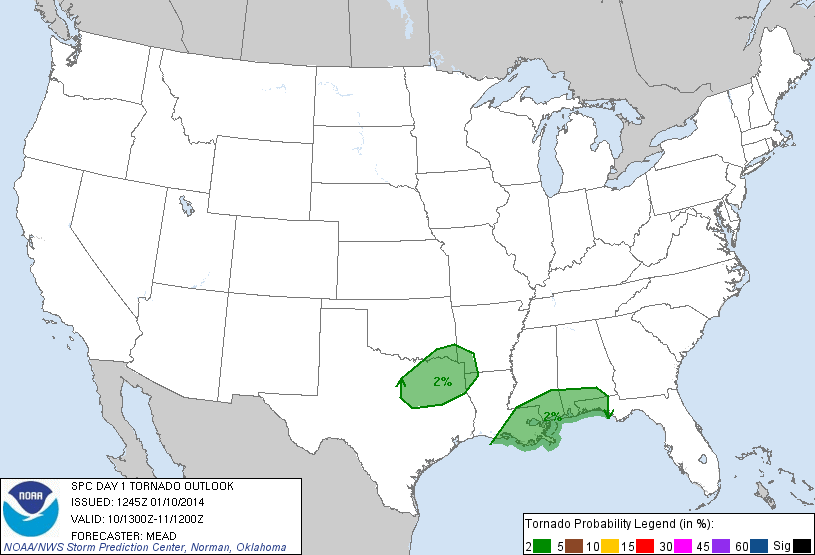 2%
2%
NOAA
SPC DAY 1 TORNADO OUTLOOK
ISSUED: 1245Z 01/10/2014
VALID: 10/1300Z-11/1200Z
FORECASTER: MEAD
NOAA/NWS Storm Prediction Center, Norman, Oklahoma
Tornado Probability Legend (in %):
2 5 10 15 30 45 60 Sig